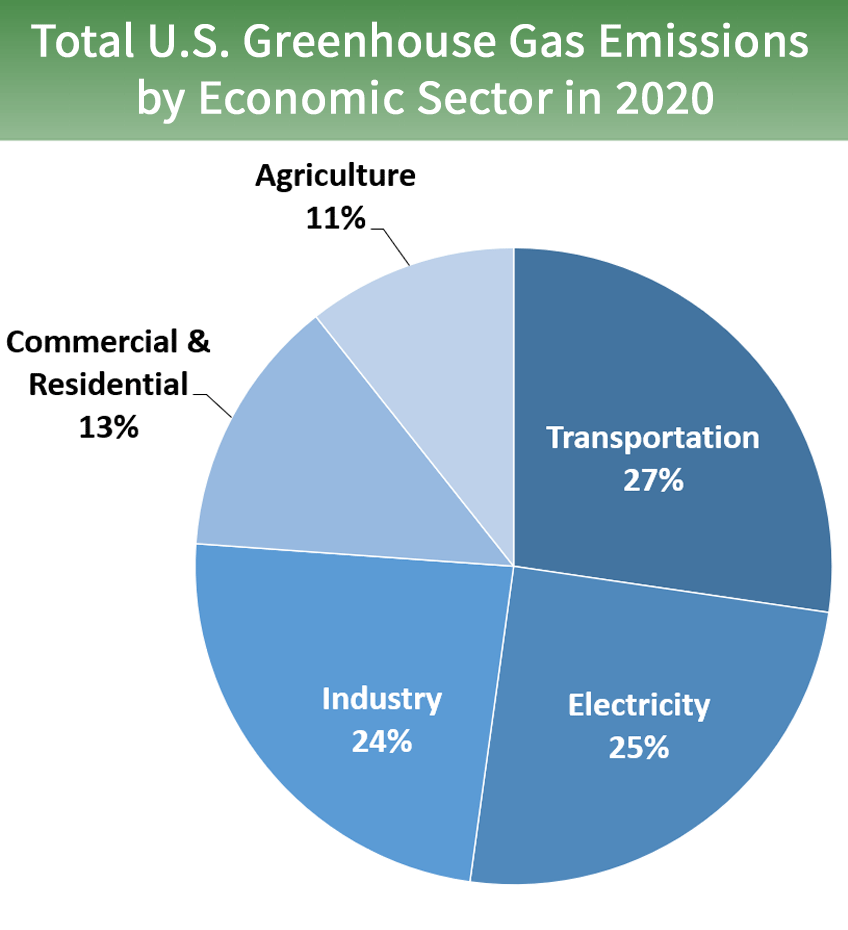 Total U.S. Greenhouse Gas Emissions
by Economic Sector in 2020
Agriculture
11%
Commercial &
Residential
13%
Transportation
27%
Industry
24%
Electricity
25%